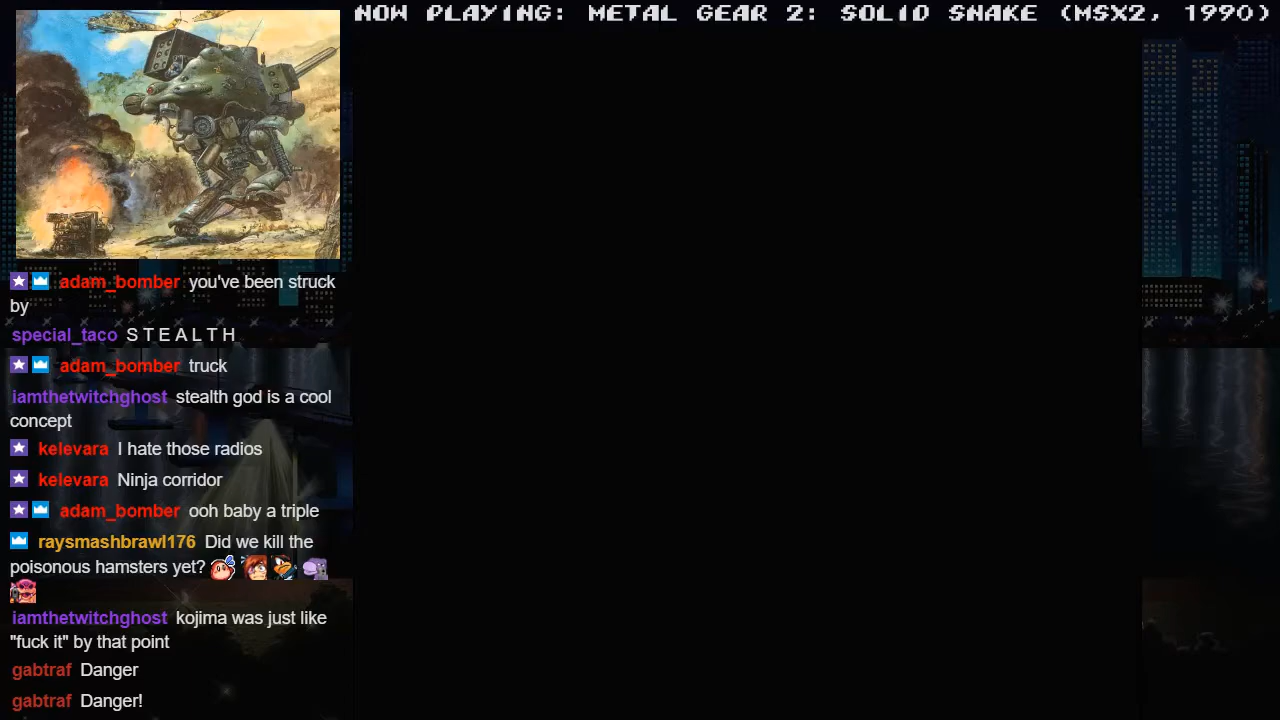 NOW PLAYING: METAL GEAR 2: SOLID SNAKE (MSX2, 1990)
adam_bomber you've been struck
by
special_taco S T E A L T H
adam_bomber truck
iamthetwitchghost stealth god is a cool
concept
kelevara I hate those radios
kelevara Ninja corridor
adam_bomber ooh baby a triple
raysmashbrawl176 Did we kill the
poisonous hamsters yet?
iamthetwitchghost kojima was just like
"fuck it" by that point
gabtraf Danger
gabtraf Danger!